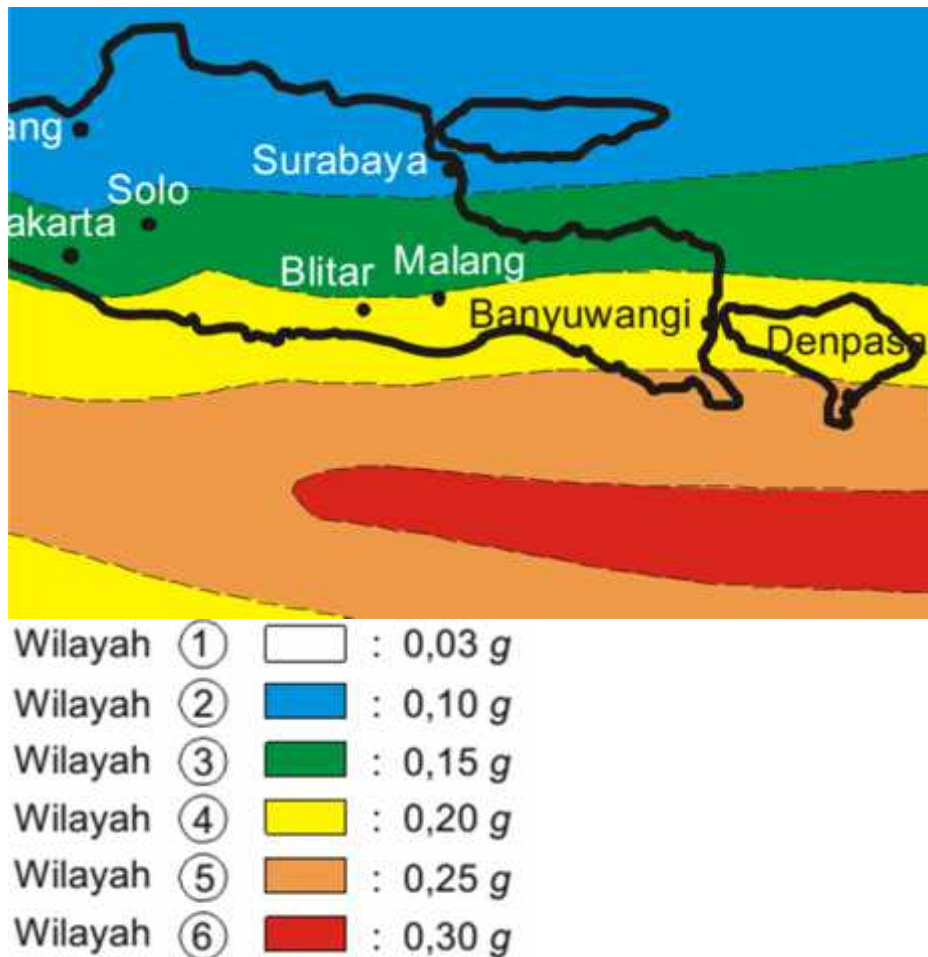 ang
Surabaya
Solo
akarta
Blitar
Malang
Banyuwangi
Denpasa
Wilayah 1 : 0,03 g
Wilayah 2 : 0,10 g
Wilayah 3 : 0,15 g
Wilayah 4 : 0,20 g
Wilayah 5 : 0,25 g
Wilayah 6 : 0,30 g